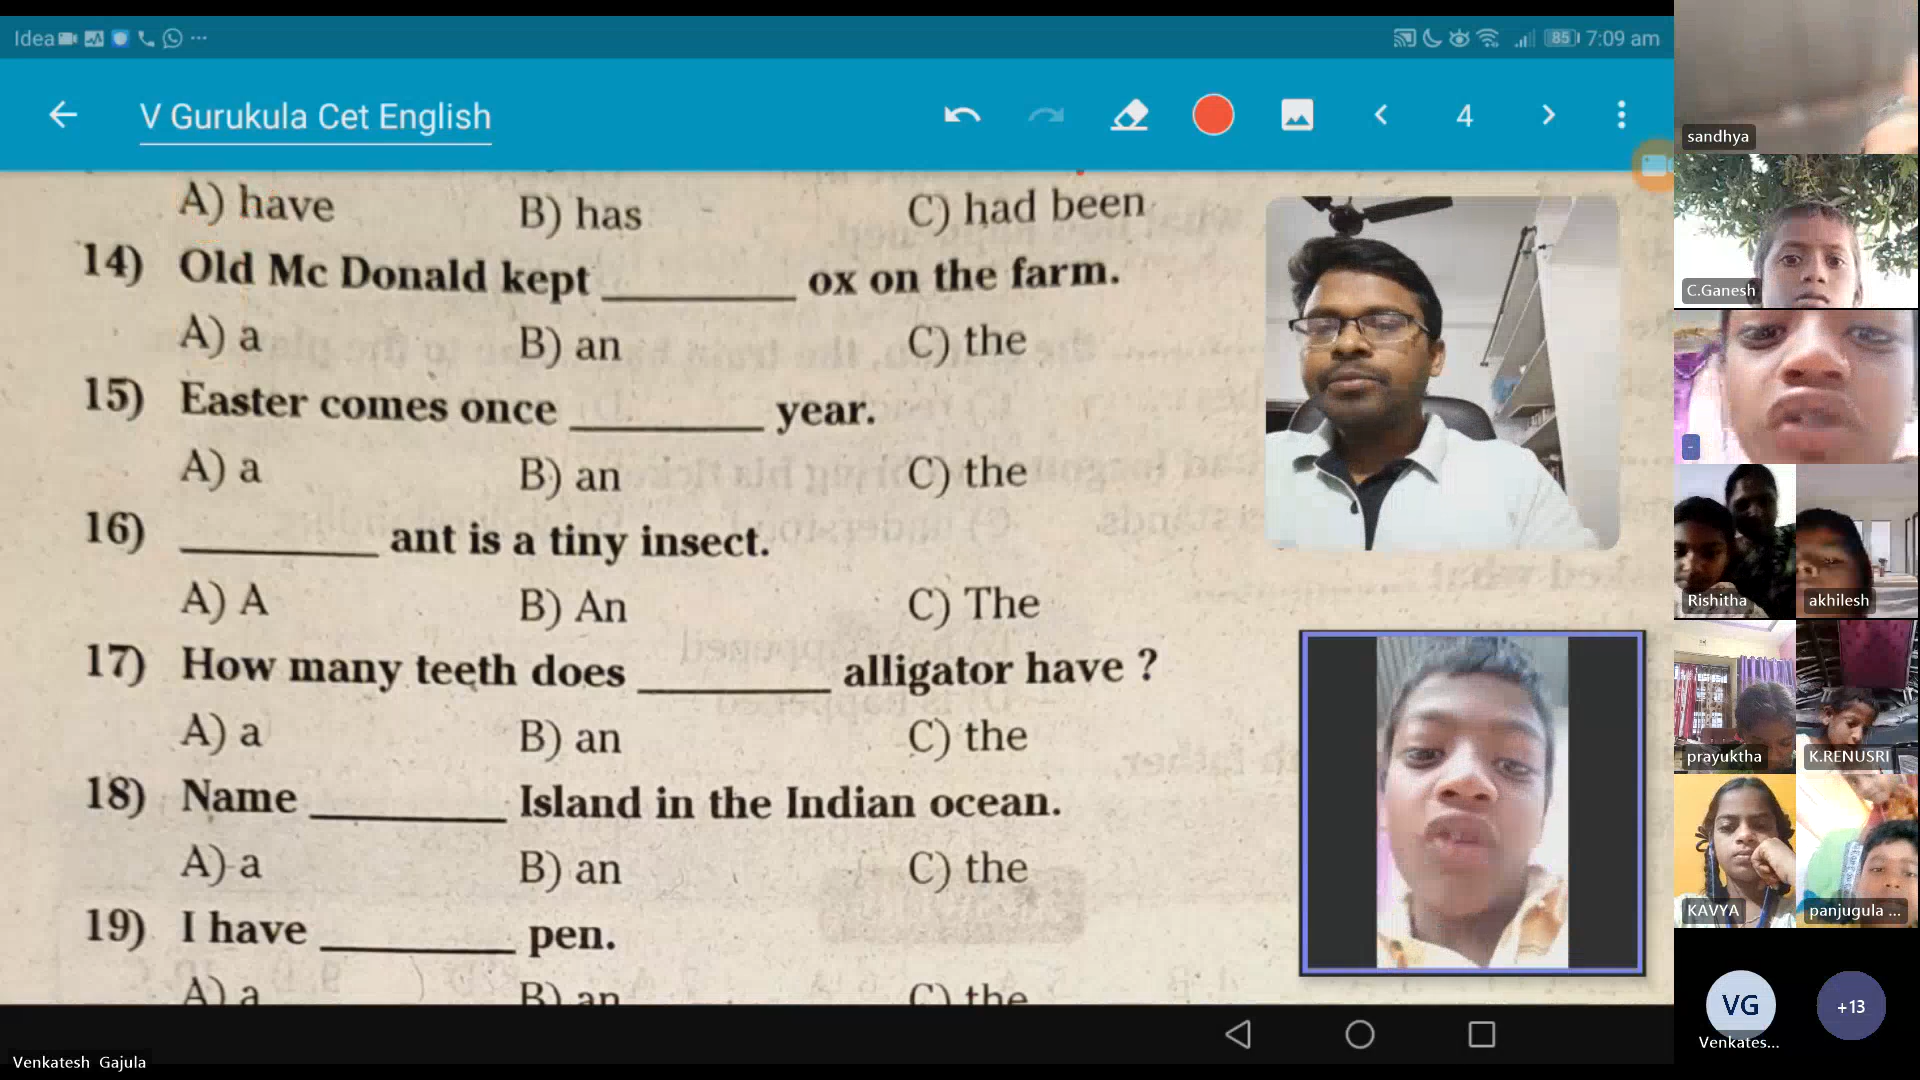 Idea
85
7:09 am
V Gurukula Cet English
4
A) have B) has C) had been
14) Old Mc Donald kept ________ ox on the farm.
A) a B) an C) the
15) Easter comes once ________ year.
A) a B) an C) the
16) ________ ant is a tiny insect.
A) A B) An C) The
17) How many teeth does ________ alligator have ?
A) a B) an C) the
18) Name ________ Island in the Indian ocean.
A) a B) an C) the
19) I have ________ pen.
A) a B) an C) the
sandhya
C.Ganesh
-
Rishitha
akhilesh
prayuktha
K.RENUSRI
KAVYA
panjugula ...
VG
Venkates...
+13
Venkatesh Gajula